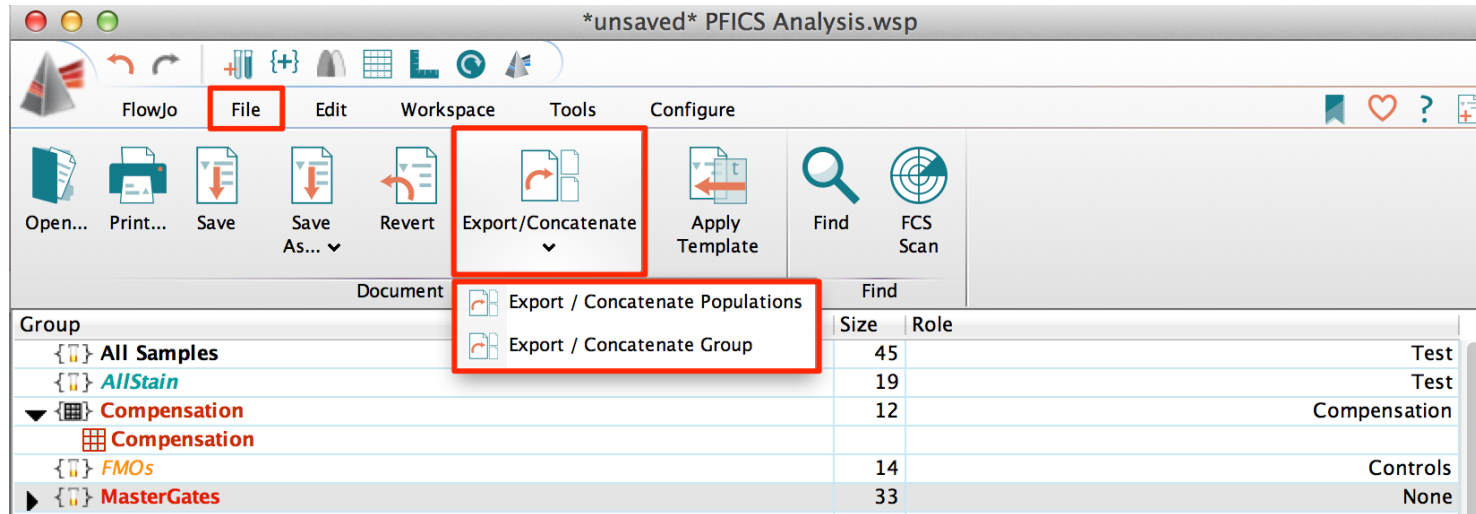 *unsaved* PFICS Analysis.wsp
{+}
FlowJo File Edit Workspace Tools Configure
?
t
Open... Print... Save Save As... Revert Export/Concatenate Apply Template Find FCS Scan
Document Find
Export / Concatenate Populations
Export / Concatenate Group
Group Size Role
All Samples 45 Test
AllStain 19 Test
Compensation 12 Compensation
Compensation
FMOs 14 Controls
MasterGates 33 None